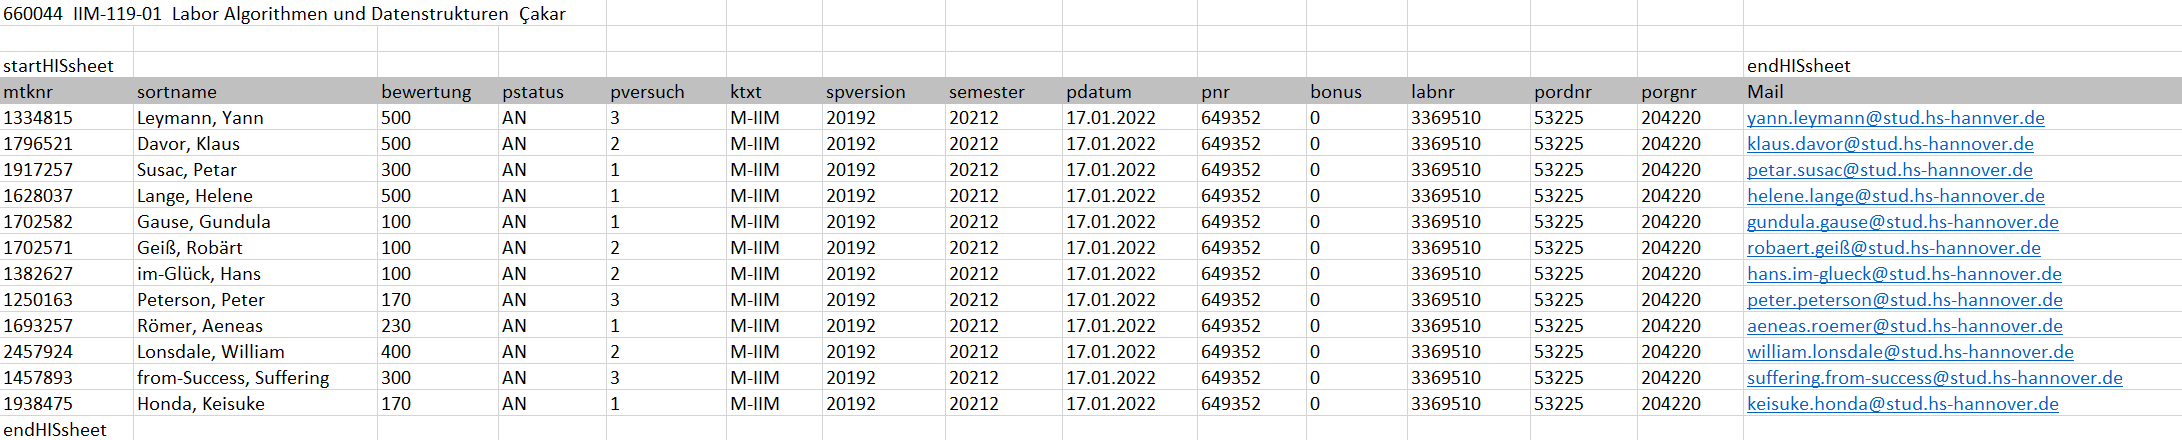 660044 IIM-119-01 Labor Algorithmen und Datenstrukturen Çakar
startHISsheet endHISsheet
mtknr sortname bewertung pstatus pversuch ktxt spversion semester pdatum pnr bonus labnr pordnr porgnr Mail
1334815 Leymann, Yann 500 AN 3 M-IIM 20192 20212 17.01.2022 649352 0 3369510 53225 204220 yann.leymann@stud.hs-hannver.de
1796521 Davor, Klaus 500 AN 2 M-IIM 20192 20212 17.01.2022 649352 0 3369510 53225 204220 klaus.davor@stud.hs-hannover.de
1917257 Susac, Petar 300 AN 1 M-IIM 20192 20212 17.01.2022 649352 0 3369510 53225 204220 petar.susac@stud.hs-hannover.de
1628037 Lange, Helene 500 AN 1 M-IIM 20192 20212 17.01.2022 649352 0 3369510 53225 204220 helene.lange@stud.hs-hannover.de
1702582 Gause, Gundula 100 AN 1 M-IIM 20192 20212 17.01.2022 649352 0 3369510 53225 204220 gundula.gause@stud.hs-hannover.de
1702571 Geiß, Robärt 100 AN 2 M-IIM 20192 20212 17.01.2022 649352 0 3369510 53225 204220 robaert.geiß@stud.hs-hannover.de
1382627 im-Glück, Hans 100 AN 2 M-IIM 20192 20212 17.01.2022 649352 0 3369510 53225 204220 hans.im-glueck@stud.hs-hannover.de
1250163 Peterson, Peter 170 AN 3 M-IIM 20192 20212 17.01.2022 649352 0 3369510 53225 204220 peter.peterson@stud.hs-hannover.de
1693257 Römer, Aeneas 230 AN 1 M-IIM 20192 20212 17.01.2022 649352 0 3369510 53225 204220 aeneas.roemer@stud.hs-hannover.de
2457924 Lonsdale, William 400 AN 2 M-IIM 20192 20212 17.01.2022 649352 0 3369510 53225 204220 william.lonsdale@stud.hs-hannover.de
1457893 from-Success, Suffering 300 AN 3 M-IIM 20192 20212 17.01.2022 649352 0 3369510 53225 204220 suffering.from-success@stud.hs-hannover.de
1938475 Honda, Keisuke 170 AN 1 M-IIM 20192 20212 17.01.2022 649352 0 3369510 53225 204220 keisuke.honda@stud.hs-hannover.de
endHISsheet